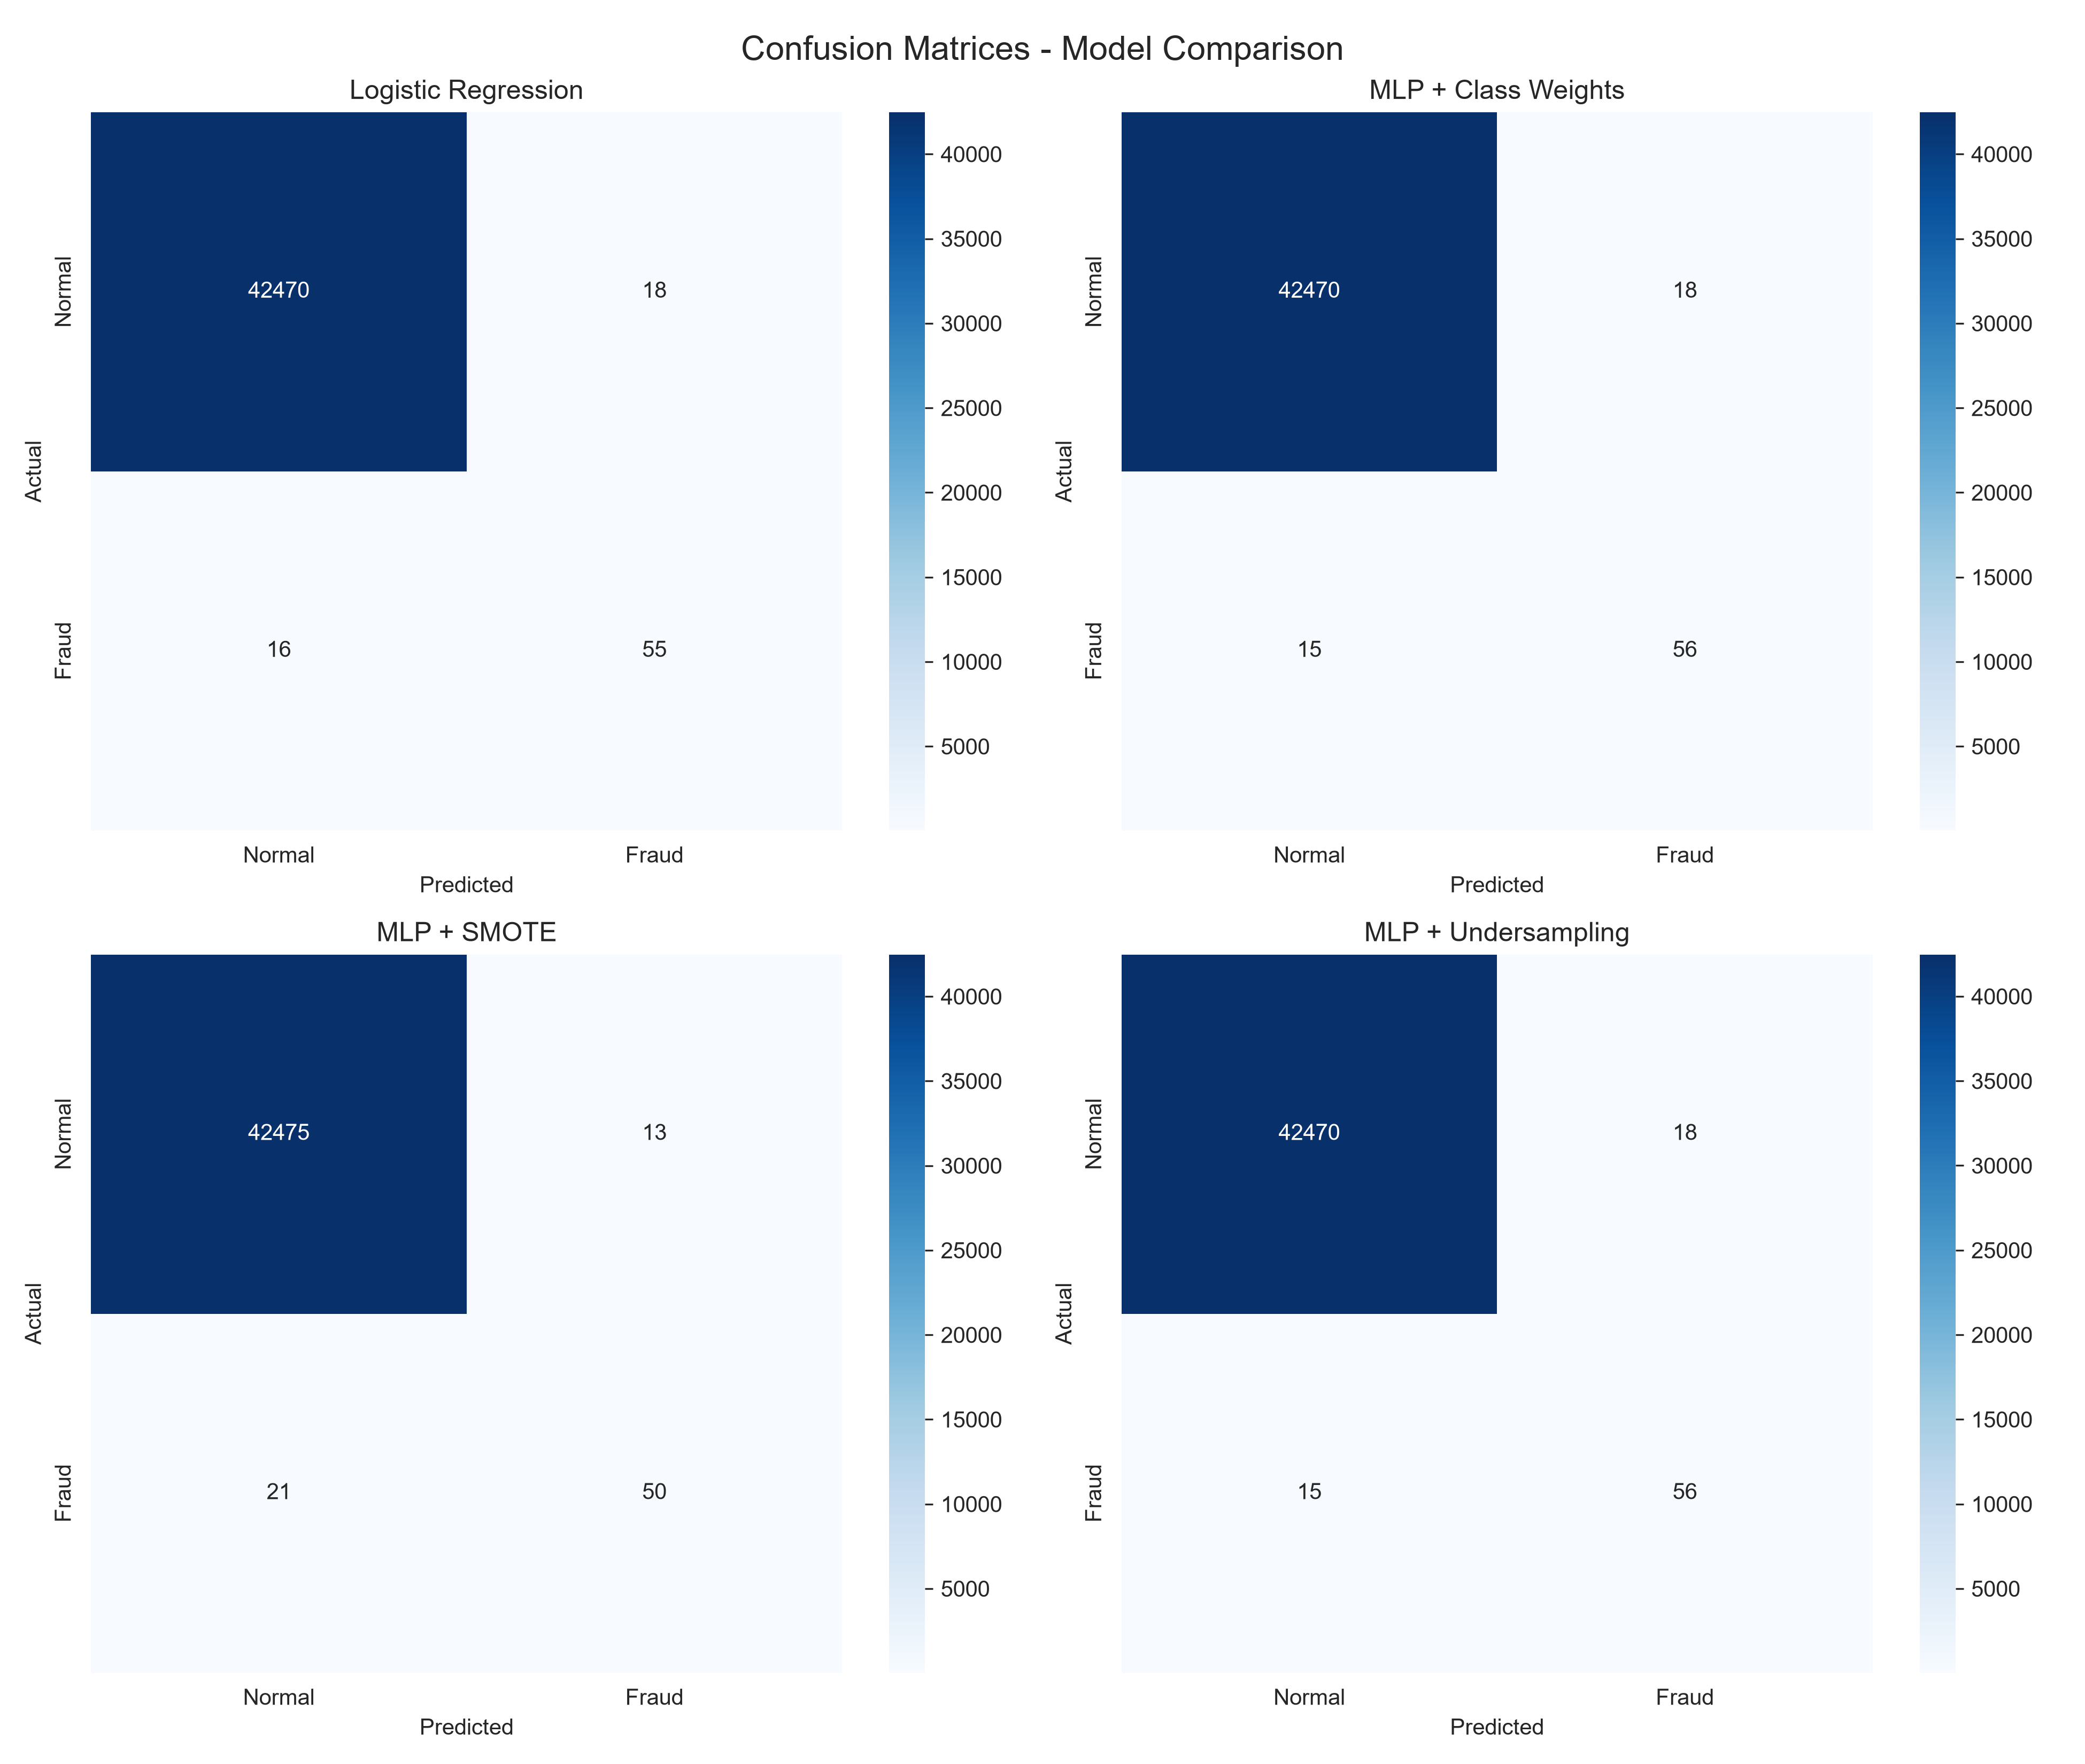 Confusion Matrices - Model Comparison
Logistic Regression
Actual
Normal
Fraud
42470
18
16
55
Normal
Fraud
Predicted
40000
35000
30000
25000
20000
15000
10000
5000
MLP + Class Weights
Actual
Normal
Fraud
42470
18
15
56
Normal
Fraud
Predicted
40000
35000
30000
25000
20000
15000
10000
5000
MLP + SMOTE
Actual
Normal
Fraud
42475
13
21
50
Normal
Fraud
Predicted
40000
35000
30000
25000
20000
15000
10000
5000
MLP + Undersampling
Actual
Normal
Fraud
42470
18
15
56
Normal
Fraud
Predicted
40000
35000
30000
25000
20000
15000
10000
5000